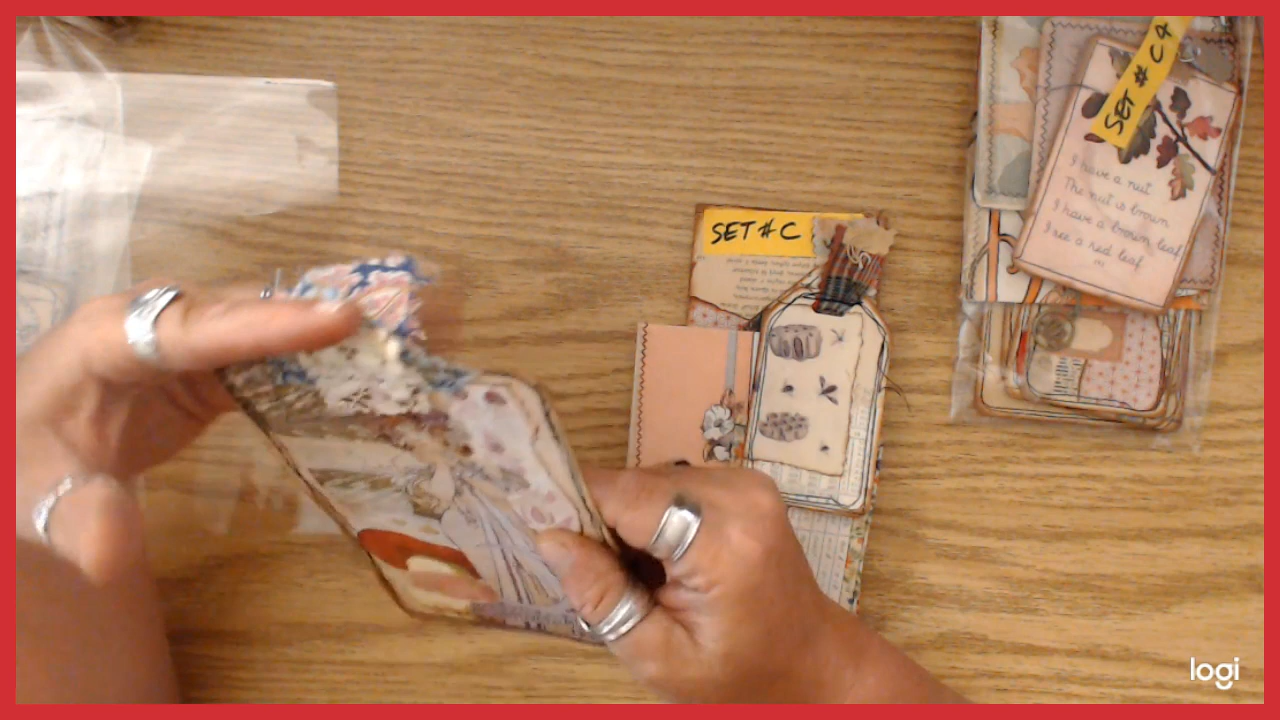 SET # C
SET # C4
I have a nut
The nut is brown
I have a brown leaf
I see a red leaf
logi